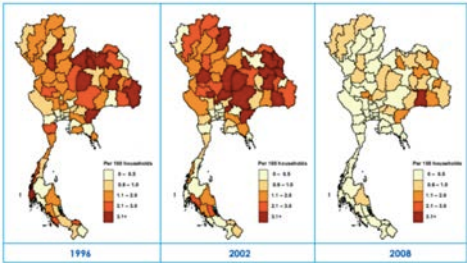 Per 100 households
0 - 0.5
0.6 - 1.0
1.1 - 2.0
2.1 - 3.0
3.1+
Per 100 households
0 - 0.5
0.6 - 1.0
1.1 - 2.0
2.1 - 3.0
3.1+
Per 100 households
0 - 0.5
0.6 - 1.0
1.1 - 2.0
2.1 - 3.0
3.1+
1996
2002
2008